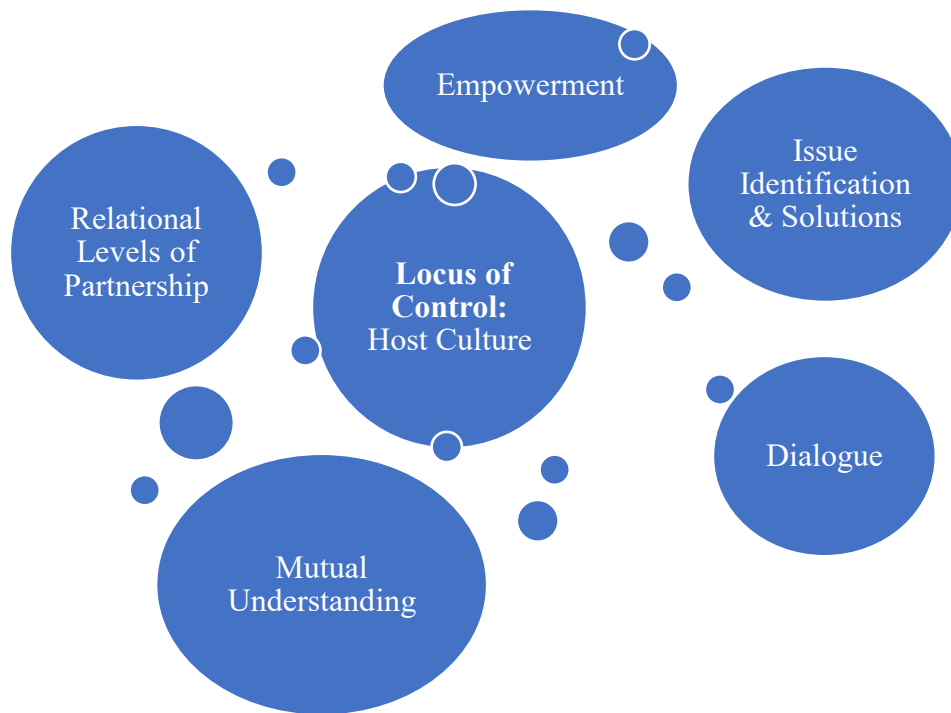 Empowerment
Issue
Identification
& Solutions
Relational
Levels of
Partnership
Locus of
Control:
Host Culture
Dialogue
Mutual
Understanding